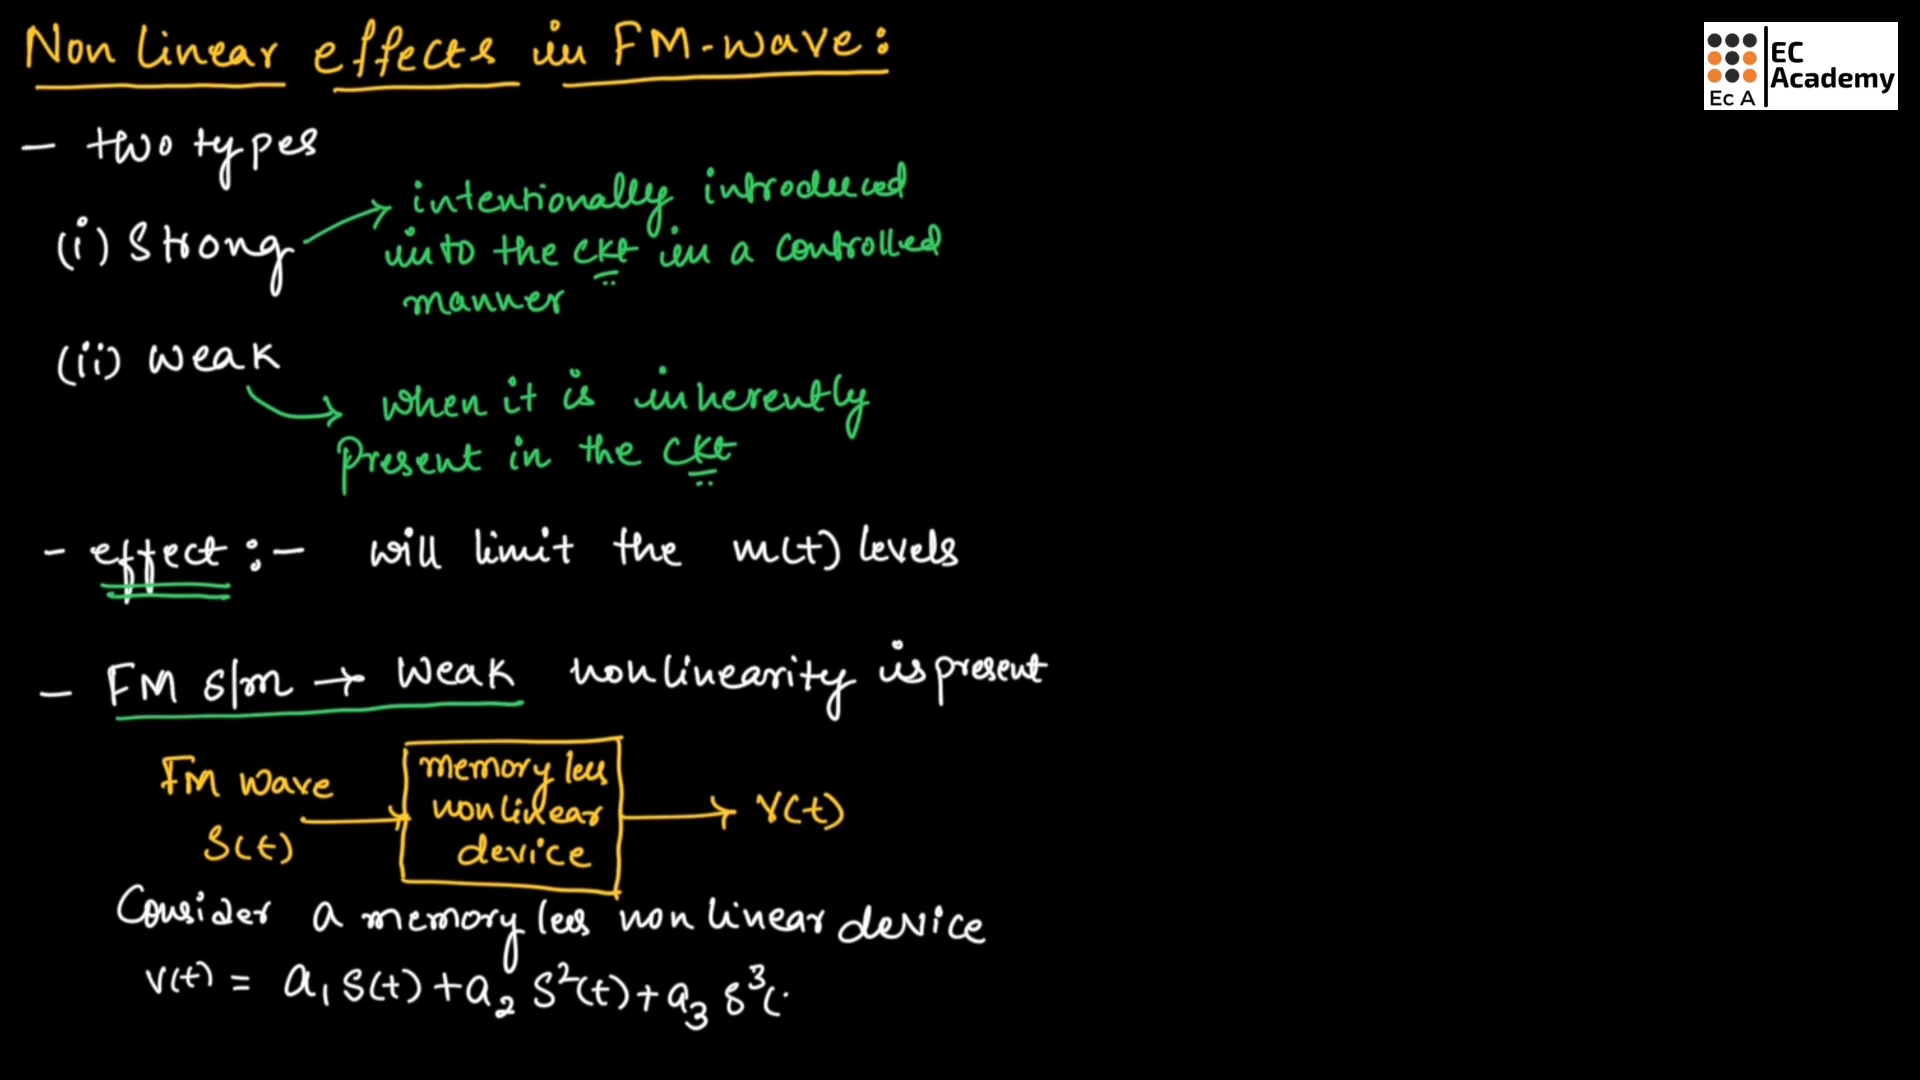 Non linear effects in FM-wave:
EC
Academy
Ec A
- two types
(i) Strong → intentionally introduced
into the ckt in a controlled
manner
(ii) Weak → when it is inherently
present in the ckt
- effect :- will limit the m(t) levels
- FM s/m → Weak nonlinearity is present
FM wave
S(t)
memory less
non linear
device
v(t)
Consider a memory less non linear device
v(t) = a₁ s(t) + a₂ s²(t) + a₃ s³(